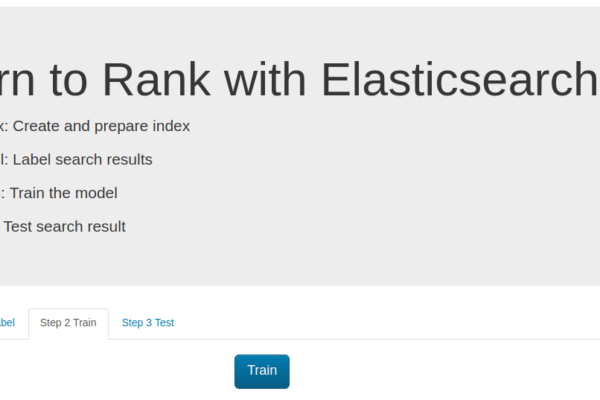 rn to Rank with Elasticsearch
: Create and prepare index
l: Label search results
: Train the model
Test search result
bel Step 2 Train Step 3 Test
Train